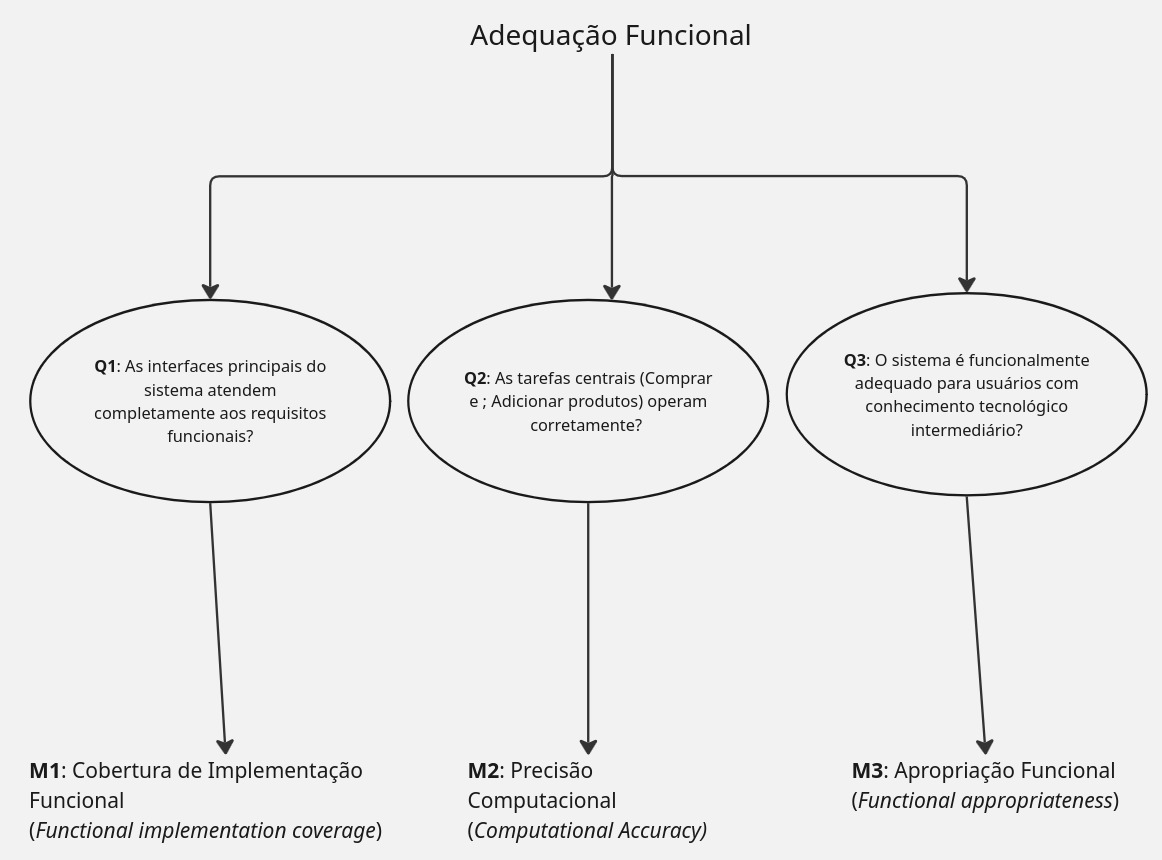 Adequação Funcional
Q1: As interfaces principais do
sistema atendem
completamente aos requisitos
funcionais?
Q2: As tarefas centrais (Comprar
e ; Adicionar produtos) operam
corretamente?
Q3: O sistema é funcionalmente
adequado para usuários com
conhecimento tecnológico
intermediário?
M1: Cobertura de Implementação
Funcional
(Functional implementation coverage)
M2: Precisão
Computacional
(Computational Accuracy)
M3: Apropriação Funcional
(Functional appropriateness)